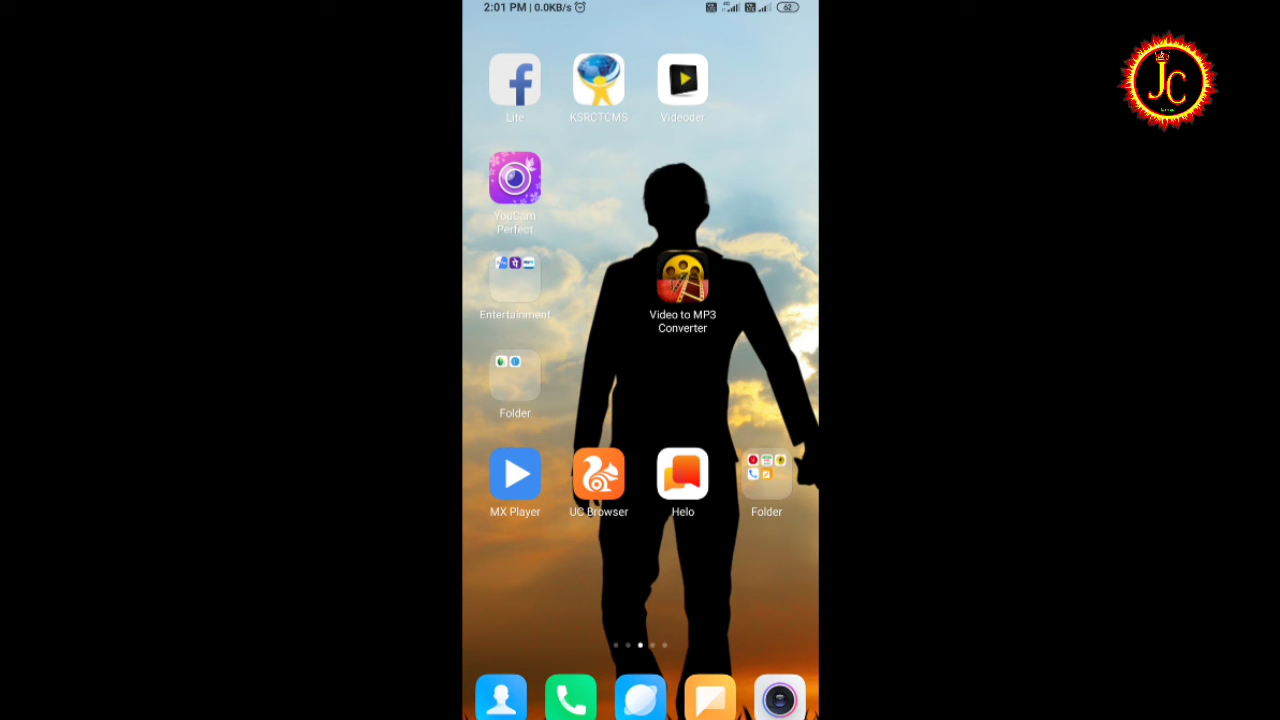 2:01 PM | 0.0KB/s
62
JC
Lite
KSRCTCMS
Videoder
YouCam
Perfect
Entertainment
Video to MP3
Converter
Folder
MX Player
UC Browser
Helo
Folder